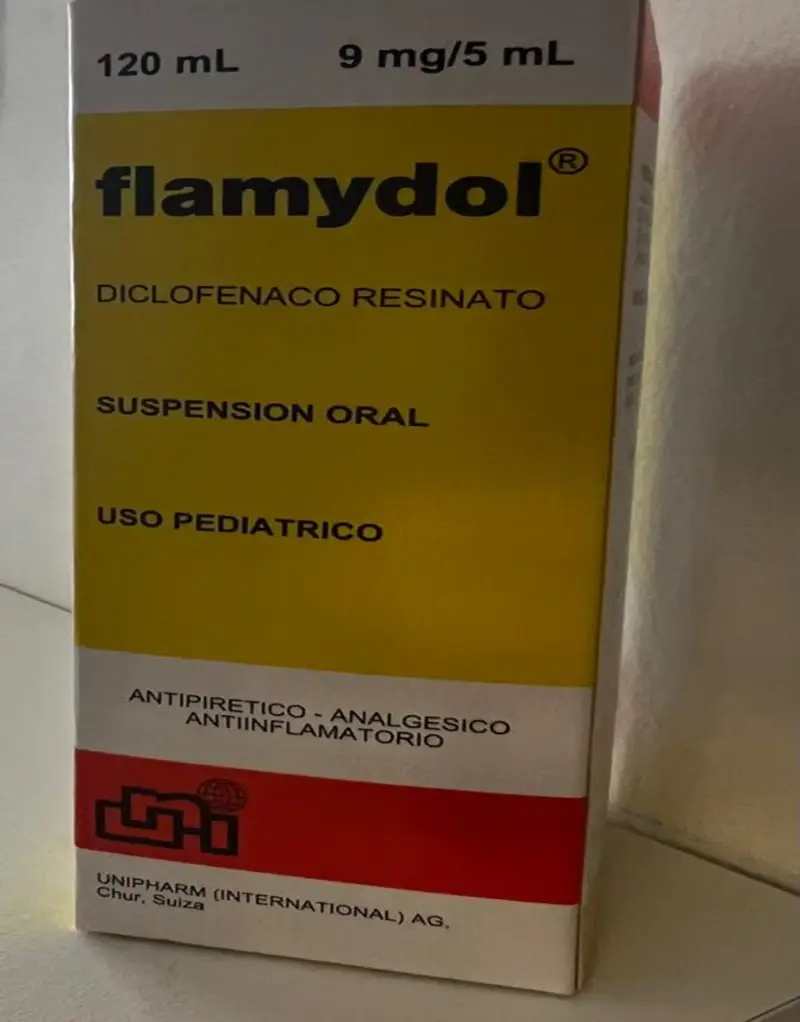 120 mL 9 mg/5 mL
flamydol®
DICLOFENACO RESINATO
SUSPENSION ORAL
USO PEDIATRICO
ANTIPIRETICO - ANALGESICO
ANTIINFLAMATORIO
uni
UNIPHARM (INTERNATIONAL) AG,
Chur, Suiza